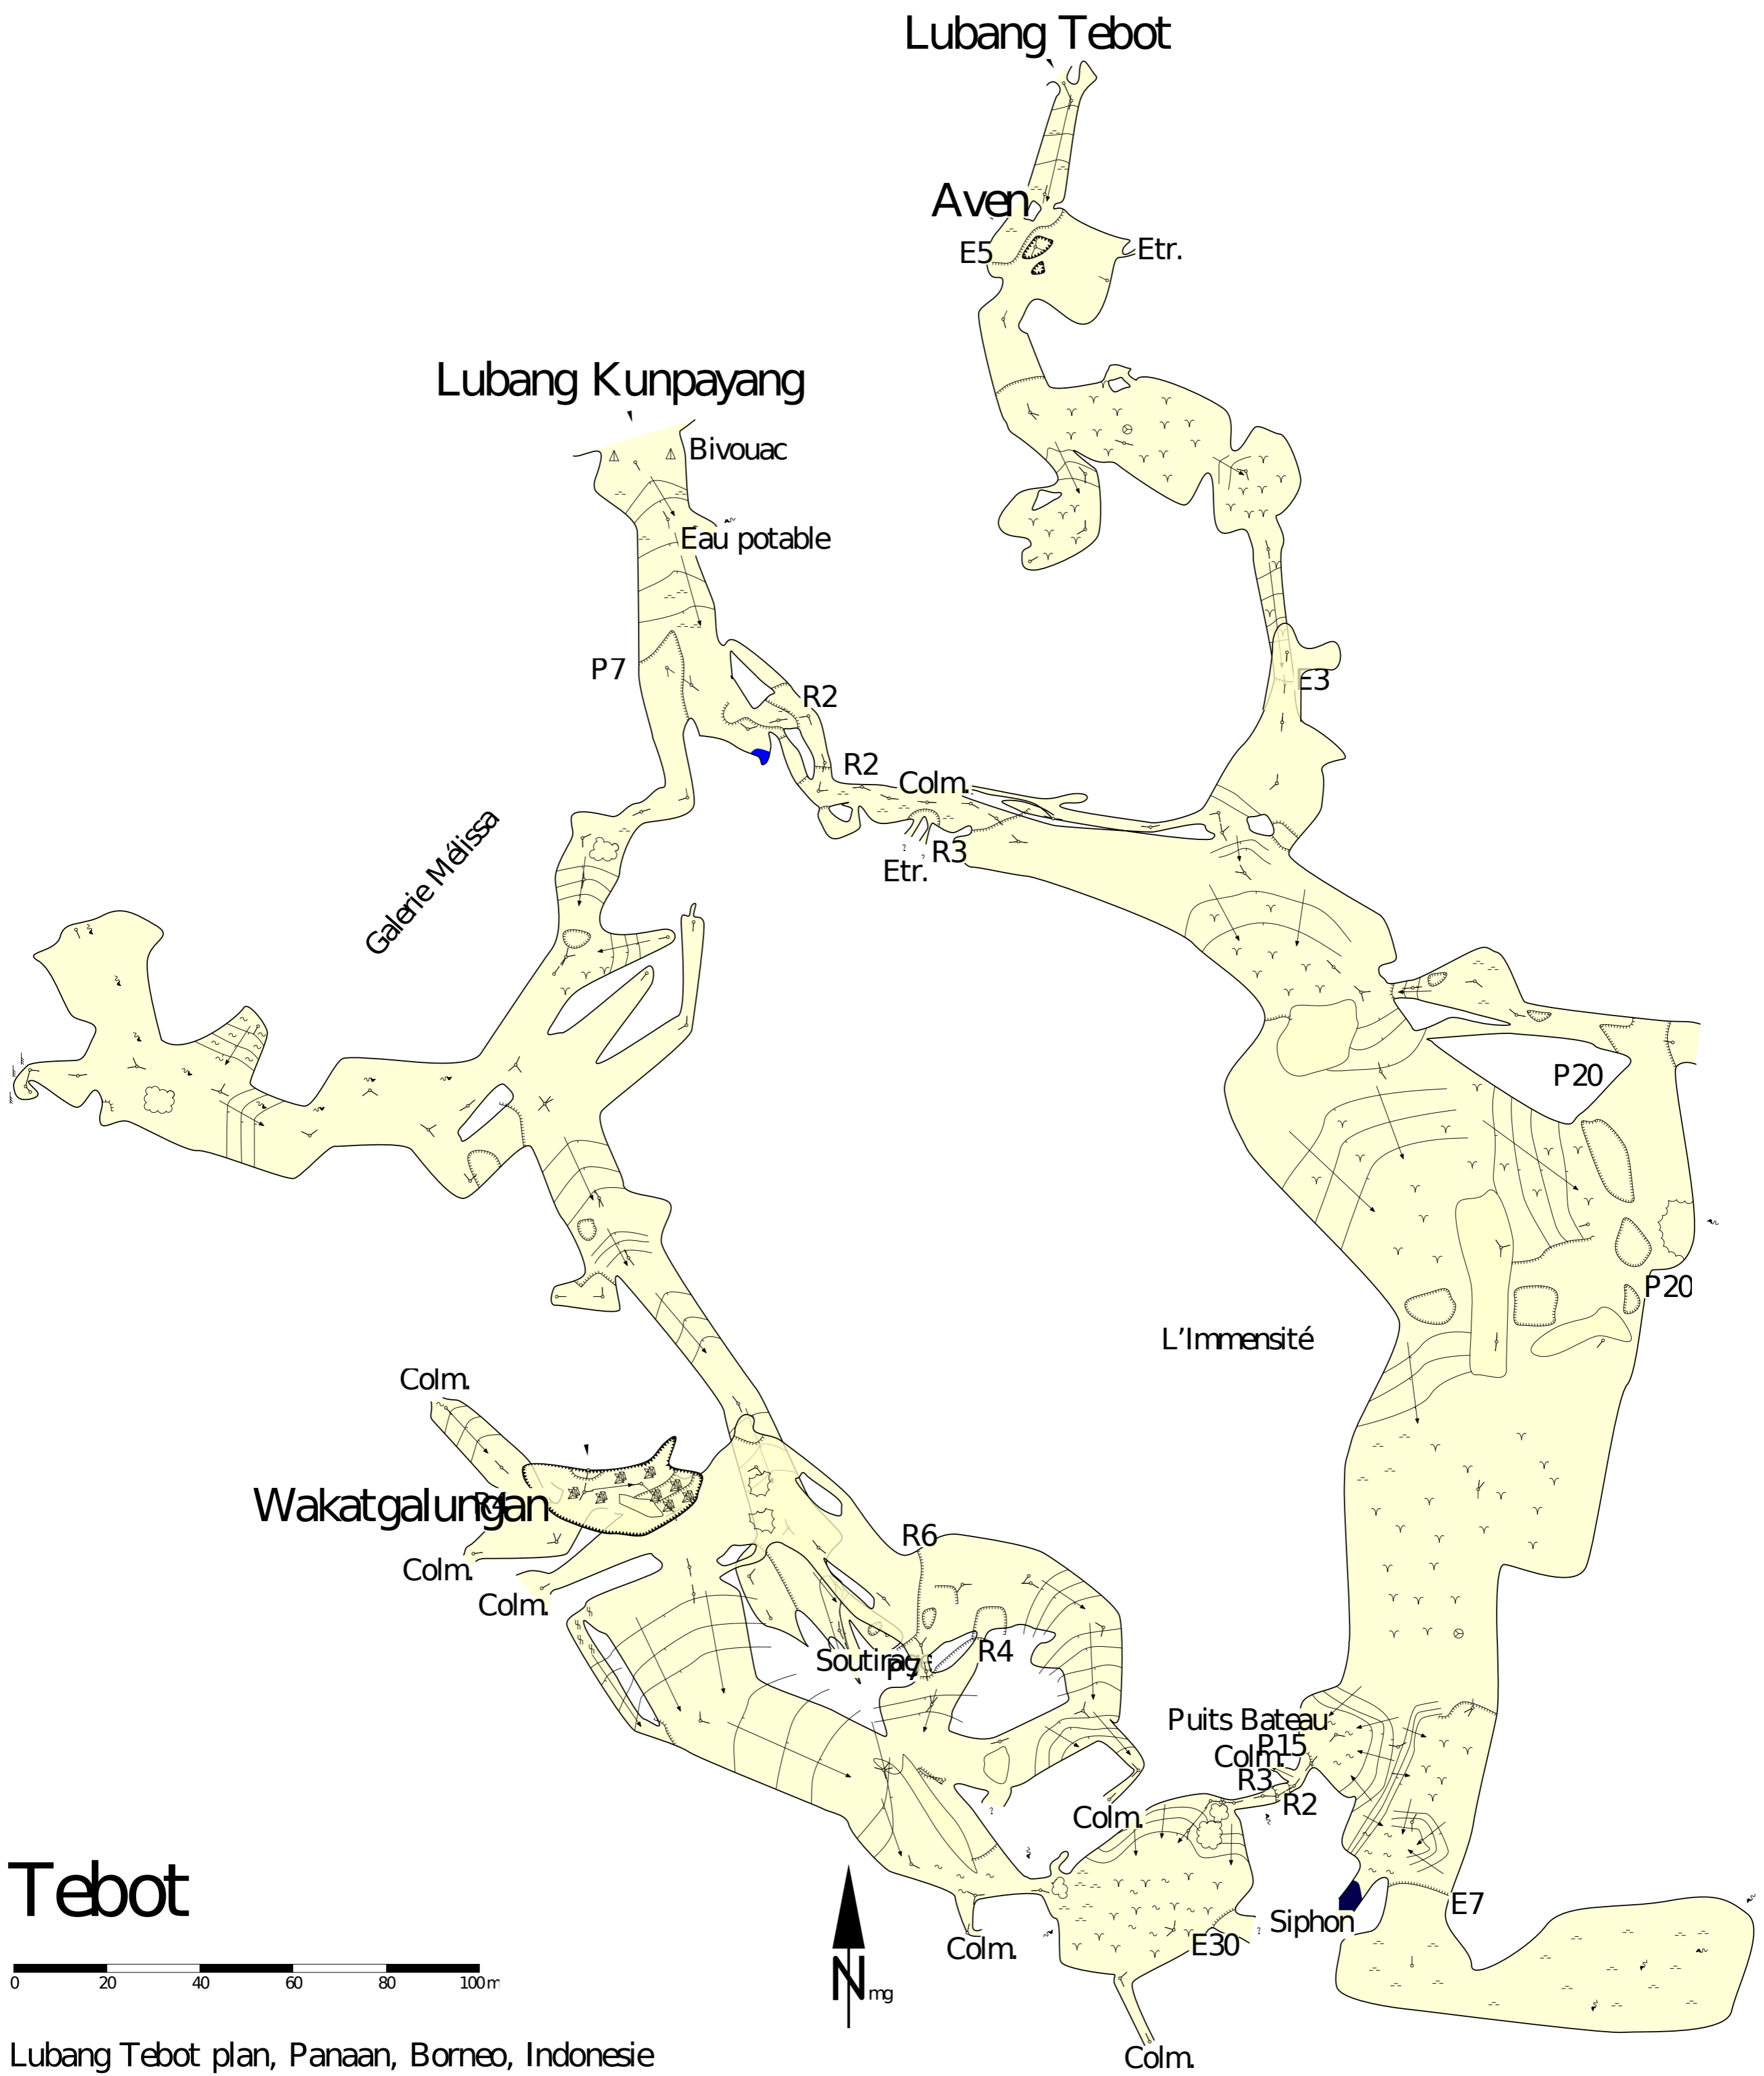 Lubang Tebot
Aven
E5
Etr.
Lubang Kunpayang
Bivouac
Eau potable
P7
R2
E3
R2
Colm.
R3
Etr.
Galerie Mélissa
P20
P20
L'Immensité
Colm.
R4
Wakatgalungan
Colm.
Colm.
R6
R4
P7
Puits Bateau
P15
Colm.
R3
R2
Colm.
Tebot
E7
Siphon
E30
Colm.
0 20 40 60 80 100m
N mg
Lubang Tebot plan, Panaan, Borneo, Indonesie
Colm.